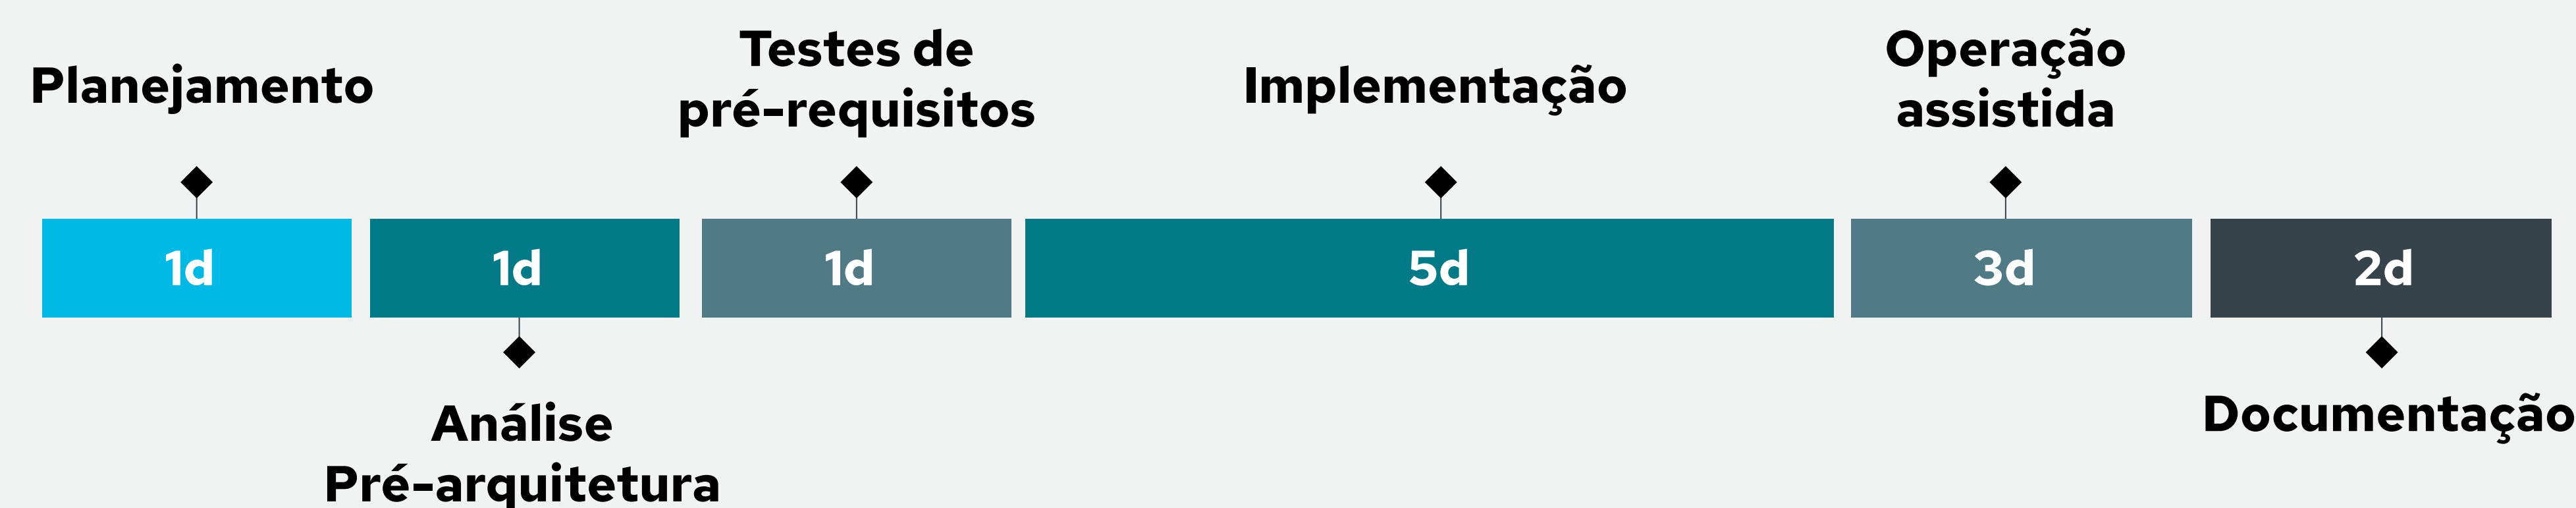 Planejamento
Testes de
pré-requisitos
Implementação
Operação
assistida
1d
1d
1d
5d
3d
2d
Análise
Pré-arquitetura
Documentação